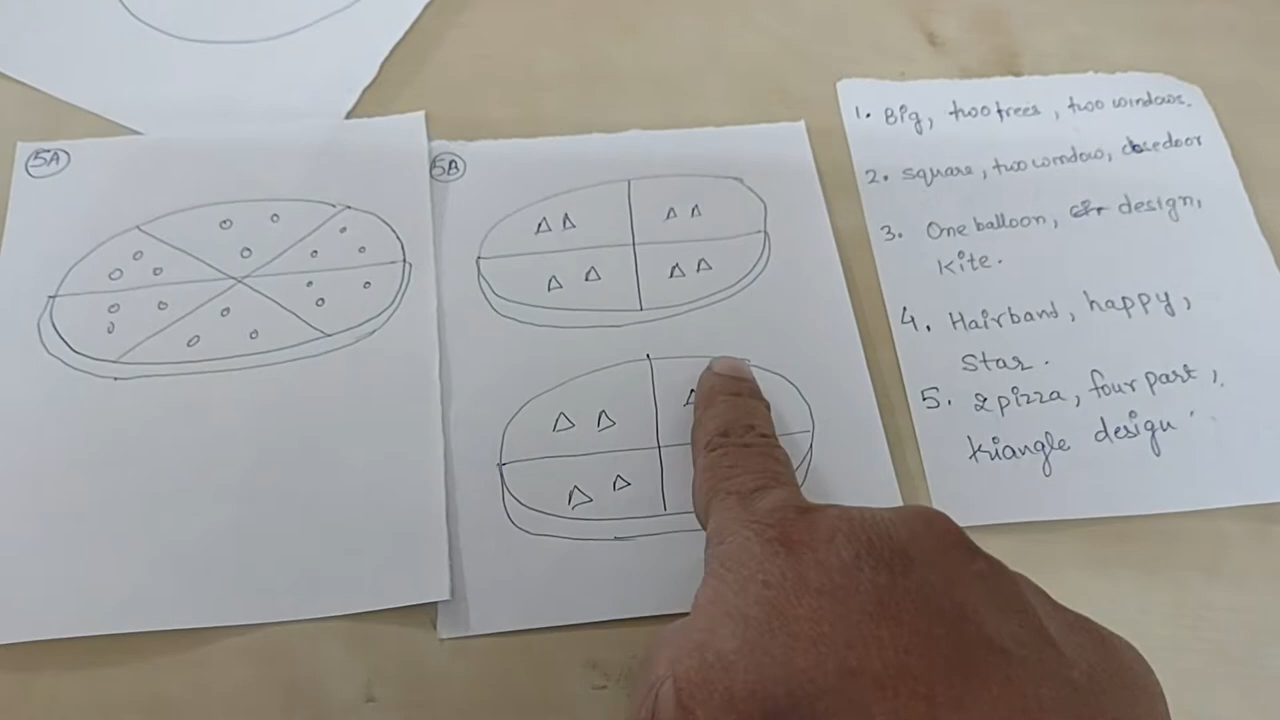 5A
5B
1. Big, two trees, two windows.
2. square, two window, closedoor
3. One balloon, design,
kite.
4. Hairband, happy,
star.
5. 2 pizza, four part,
triangle design